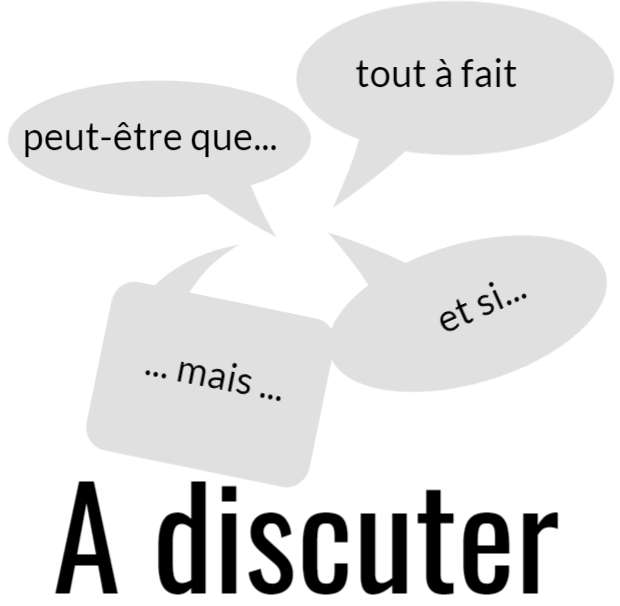 tout à fait
peut-être que...
et si...
... mais ...
A discuter